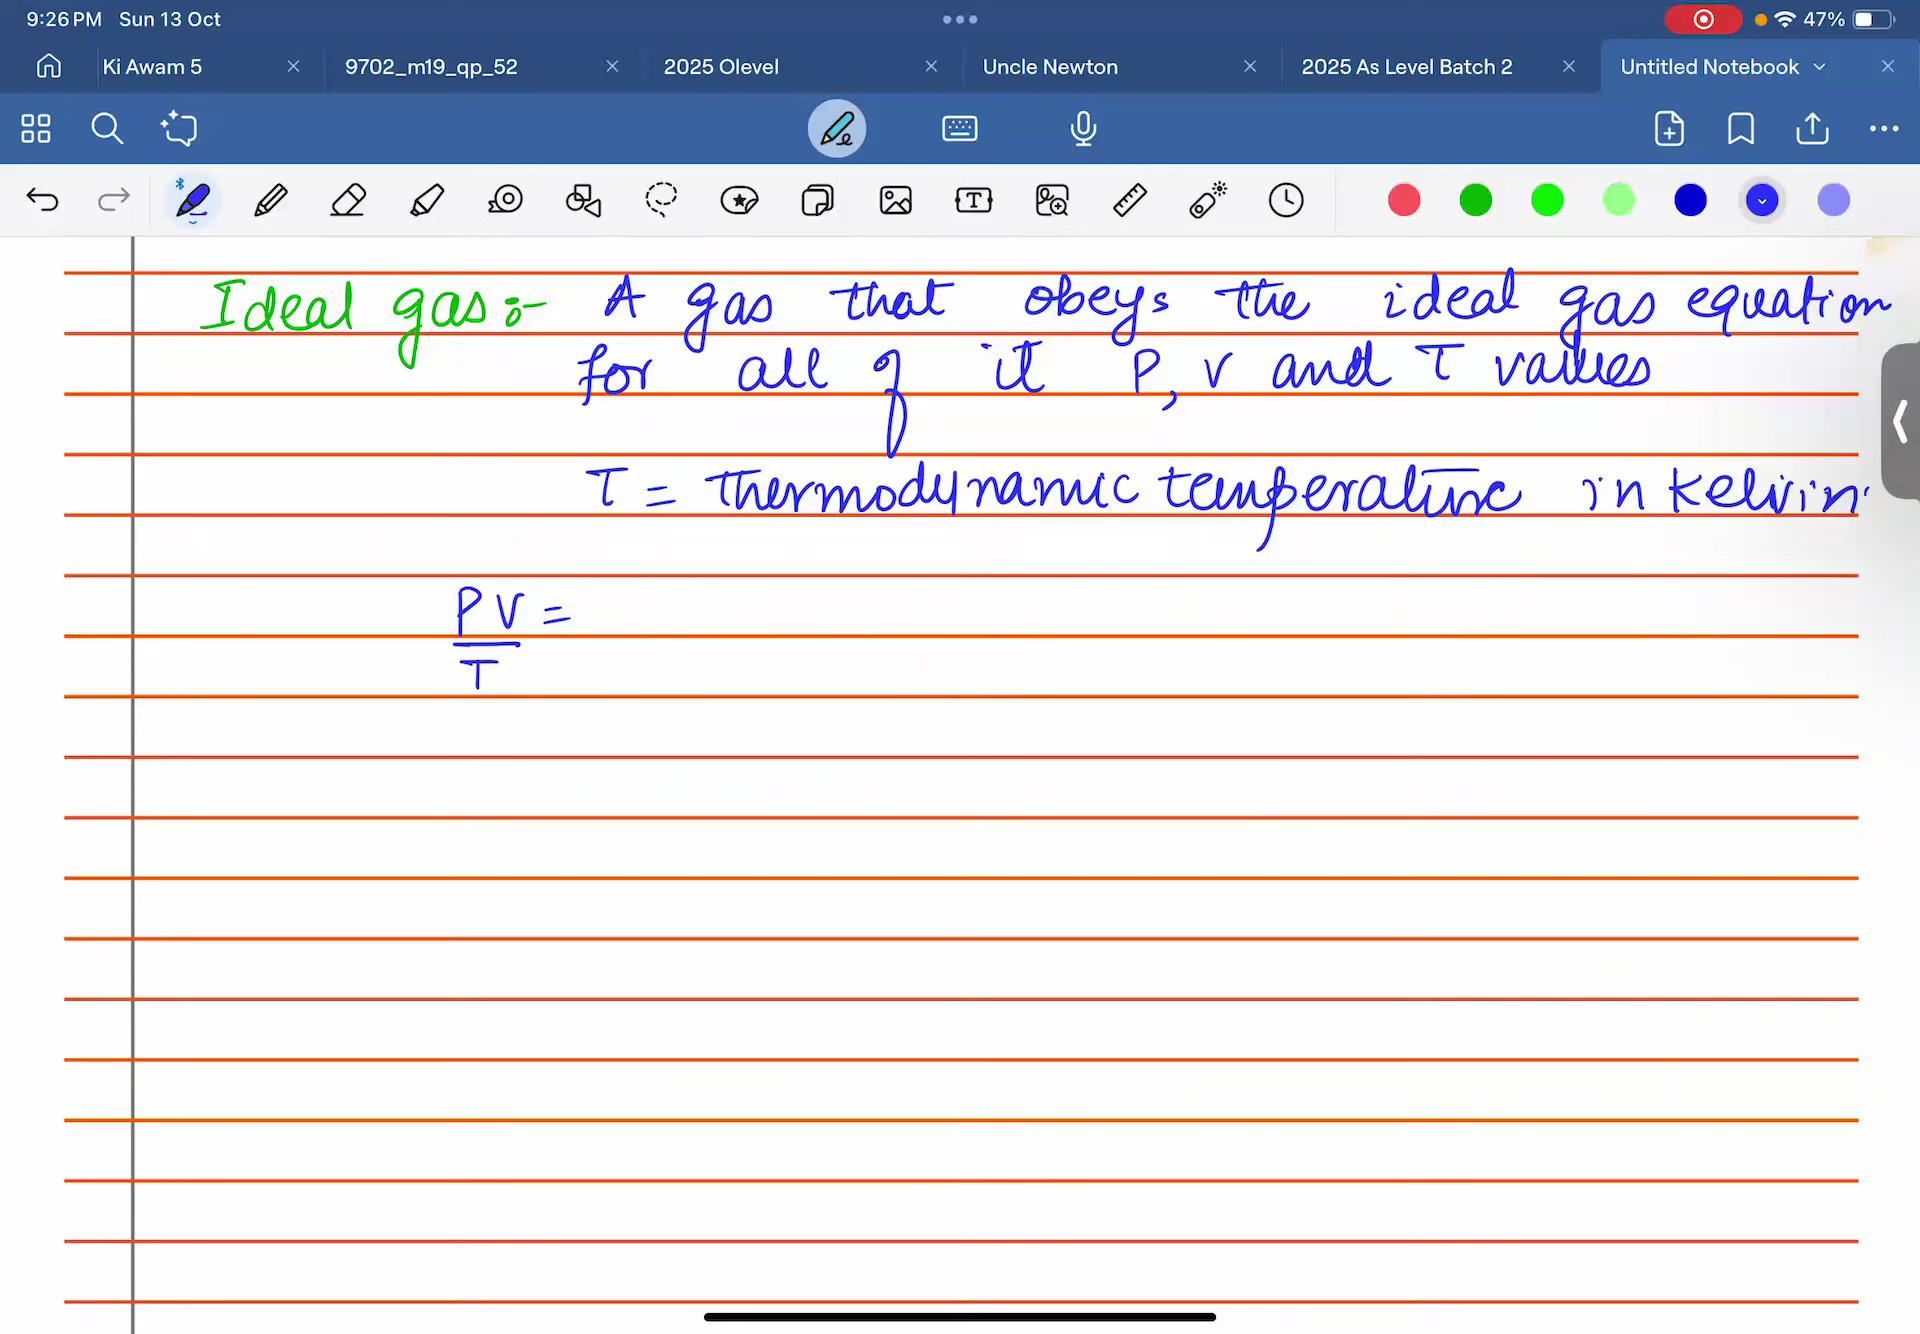 9:26 PM Sun 13 Oct
47%
Ki Awam 5
9702_m19_qp_52
2025 Olevel
Uncle Newton
2025 As Level Batch 2
Untitled Notebook
Ideal gas:- A gas that obeys the ideal gas equation
for all of it P, V and T values
T = Thermodynamic temperature in Kelvin
PV =
T